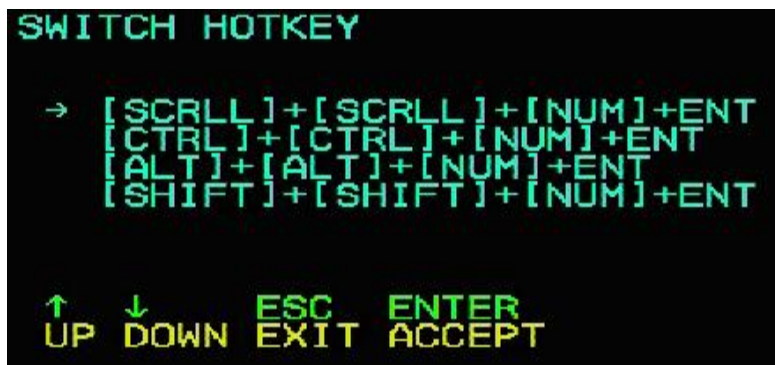 SWITCH HOTKEY
→ [SCRLL]+[SCRLL]+[NUM]+ENT
[CTRL]+[CTRL]+[NUM]+ENT
[ALT]+[ALT]+[NUM]+ENT
[SHIFT]+[SHIFT]+[NUM]+ENT
↑ ↓ ESC ENTER
UP DOWN EXIT ACCEPT